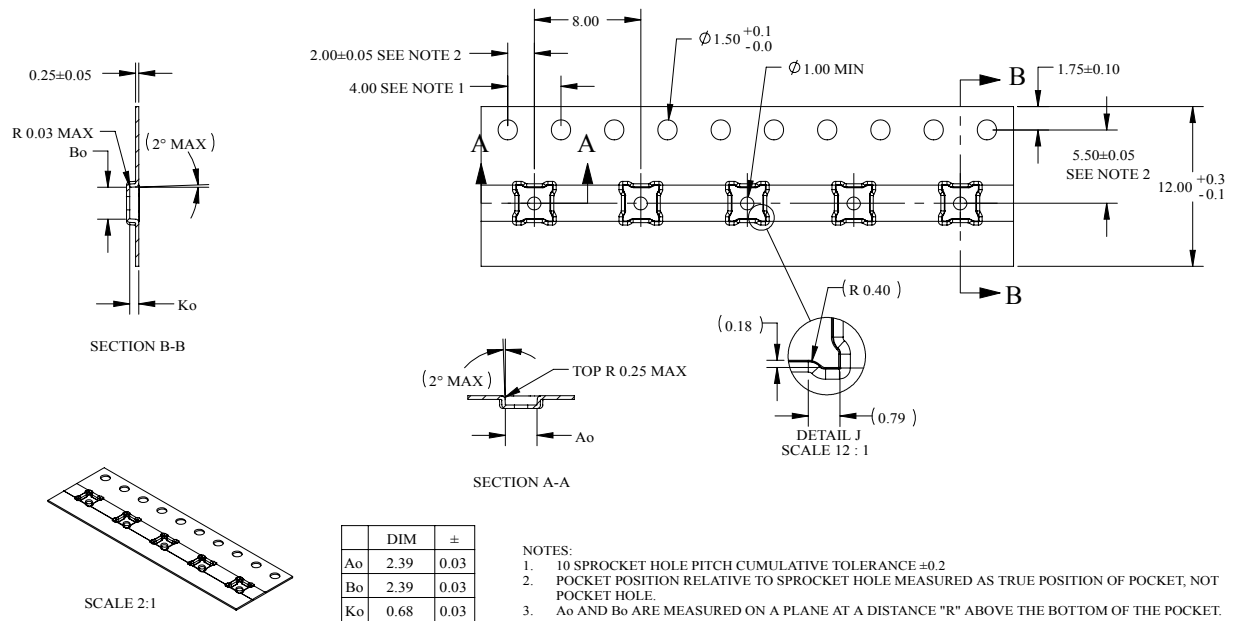 8.00
2.00±0.05 SEE NOTE 2
4.00 SEE NOTE 1
Ø1.50 +0.1
-0.0
Ø1.00 MIN
B
1.75±0.10
0.25±0.05
R 0.03 MAX
(2° MAX)
Bo
A
A
5.50±0.05
SEE NOTE 2
12.00 +0.3
-0.1
Ko
SECTION B-B
B
(R 0.40)
(0.18)
(2° MAX)
TOP R 0.25 MAX
(0.79)
Ao
DETAIL J
SCALE 12 : 1
SECTION A-A
SCALE 2:1
DIM ±
Ao 2.39 0.03
Bo 2.39 0.03
Ko 0.68 0.03
NOTES:
1. 10 SPROCKET HOLE PITCH CUMULATIVE TOLERANCE ±0.2
2. POCKET POSITION RELATIVE TO SPROCKET HOLE MEASURED AS TRUE POSITION OF POCKET, NOT
POCKET HOLE.
3. Ao AND Bo ARE MEASURED ON A PLANE AT A DISTANCE "R" ABOVE THE BOTTOM OF THE POCKET.